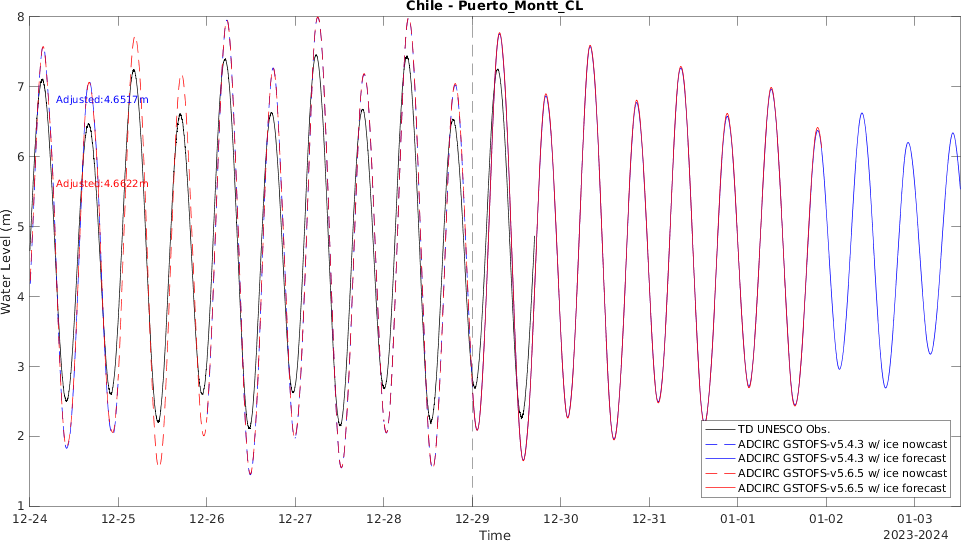 Chile - Puerto_Montt_CL
8
7
6
5
4
3
2
1
Water Level (m)
Adjusted:4.6517m
Adjusted:4.6622m
TD UNESCO Obs.
ADCIRC GSTOFS-v5.4.3 w/ ice nowcast
ADCIRC GSTOFS-v5.4.3 w/ ice forecast
ADCIRC GSTOFS-v5.6.5 w/ ice nowcast
ADCIRC GSTOFS-v5.6.5 w/ ice forecast
12-24 12-25 12-26 12-27 12-28 12-29 12-30 12-31 01-01 01-02 01-03
Time
2023-2024